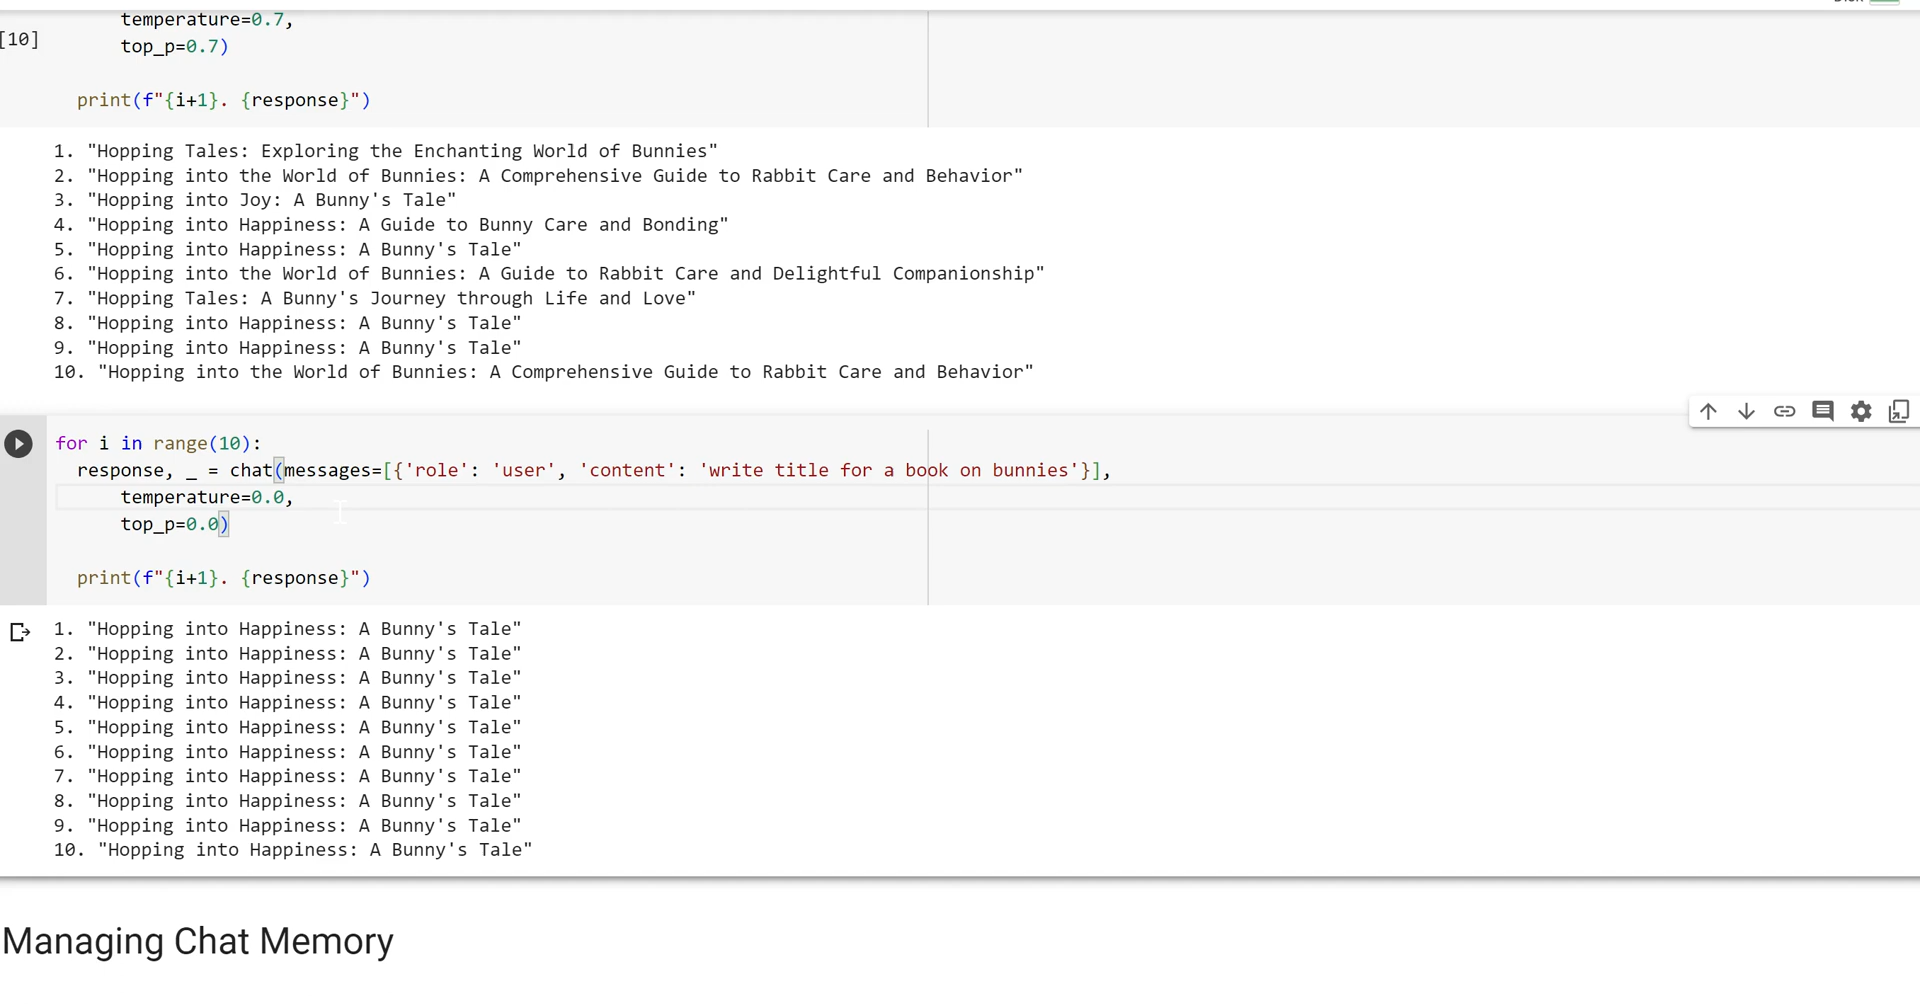 temperature=0.7,
[10]
top_p=0.7)
print(f"{i+1}. {response}")
1. "Hopping Tales: Exploring the Enchanting World of Bunnies"
2. "Hopping into the World of Bunnies: A Comprehensive Guide to Rabbit Care and Behavior"
3. "Hopping into Joy: A Bunny's Tale"
4. "Hopping into Happiness: A Guide to Bunny Care and Bonding"
5. "Hopping into Happiness: A Bunny's Tale"
6. "Hopping into the World of Bunnies: A Guide to Rabbit Care and Delightful Companionship"
7. "Hopping Tales: A Bunny's Journey through Life and Love"
8. "Hopping into Happiness: A Bunny's Tale"
9. "Hopping into Happiness: A Bunny's Tale"
10. "Hopping into the World of Bunnies: A Comprehensive Guide to Rabbit Care and Behavior"
for i in range(10):
response, _ = chat(messages=[{'role': 'user', 'content': 'write title for a book on bunnies'}],
temperature=0.0,
top_p=0.0)
print(f"{i+1}. {response}")
1. "Hopping into Happiness: A Bunny's Tale"
2. "Hopping into Happiness: A Bunny's Tale"
3. "Hopping into Happiness: A Bunny's Tale"
4. "Hopping into Happiness: A Bunny's Tale"
5. "Hopping into Happiness: A Bunny's Tale"
6. "Hopping into Happiness: A Bunny's Tale"
7. "Hopping into Happiness: A Bunny's Tale"
8. "Hopping into Happiness: A Bunny's Tale"
9. "Hopping into Happiness: A Bunny's Tale"
10. "Hopping into Happiness: A Bunny's Tale"
Managing Chat Memory